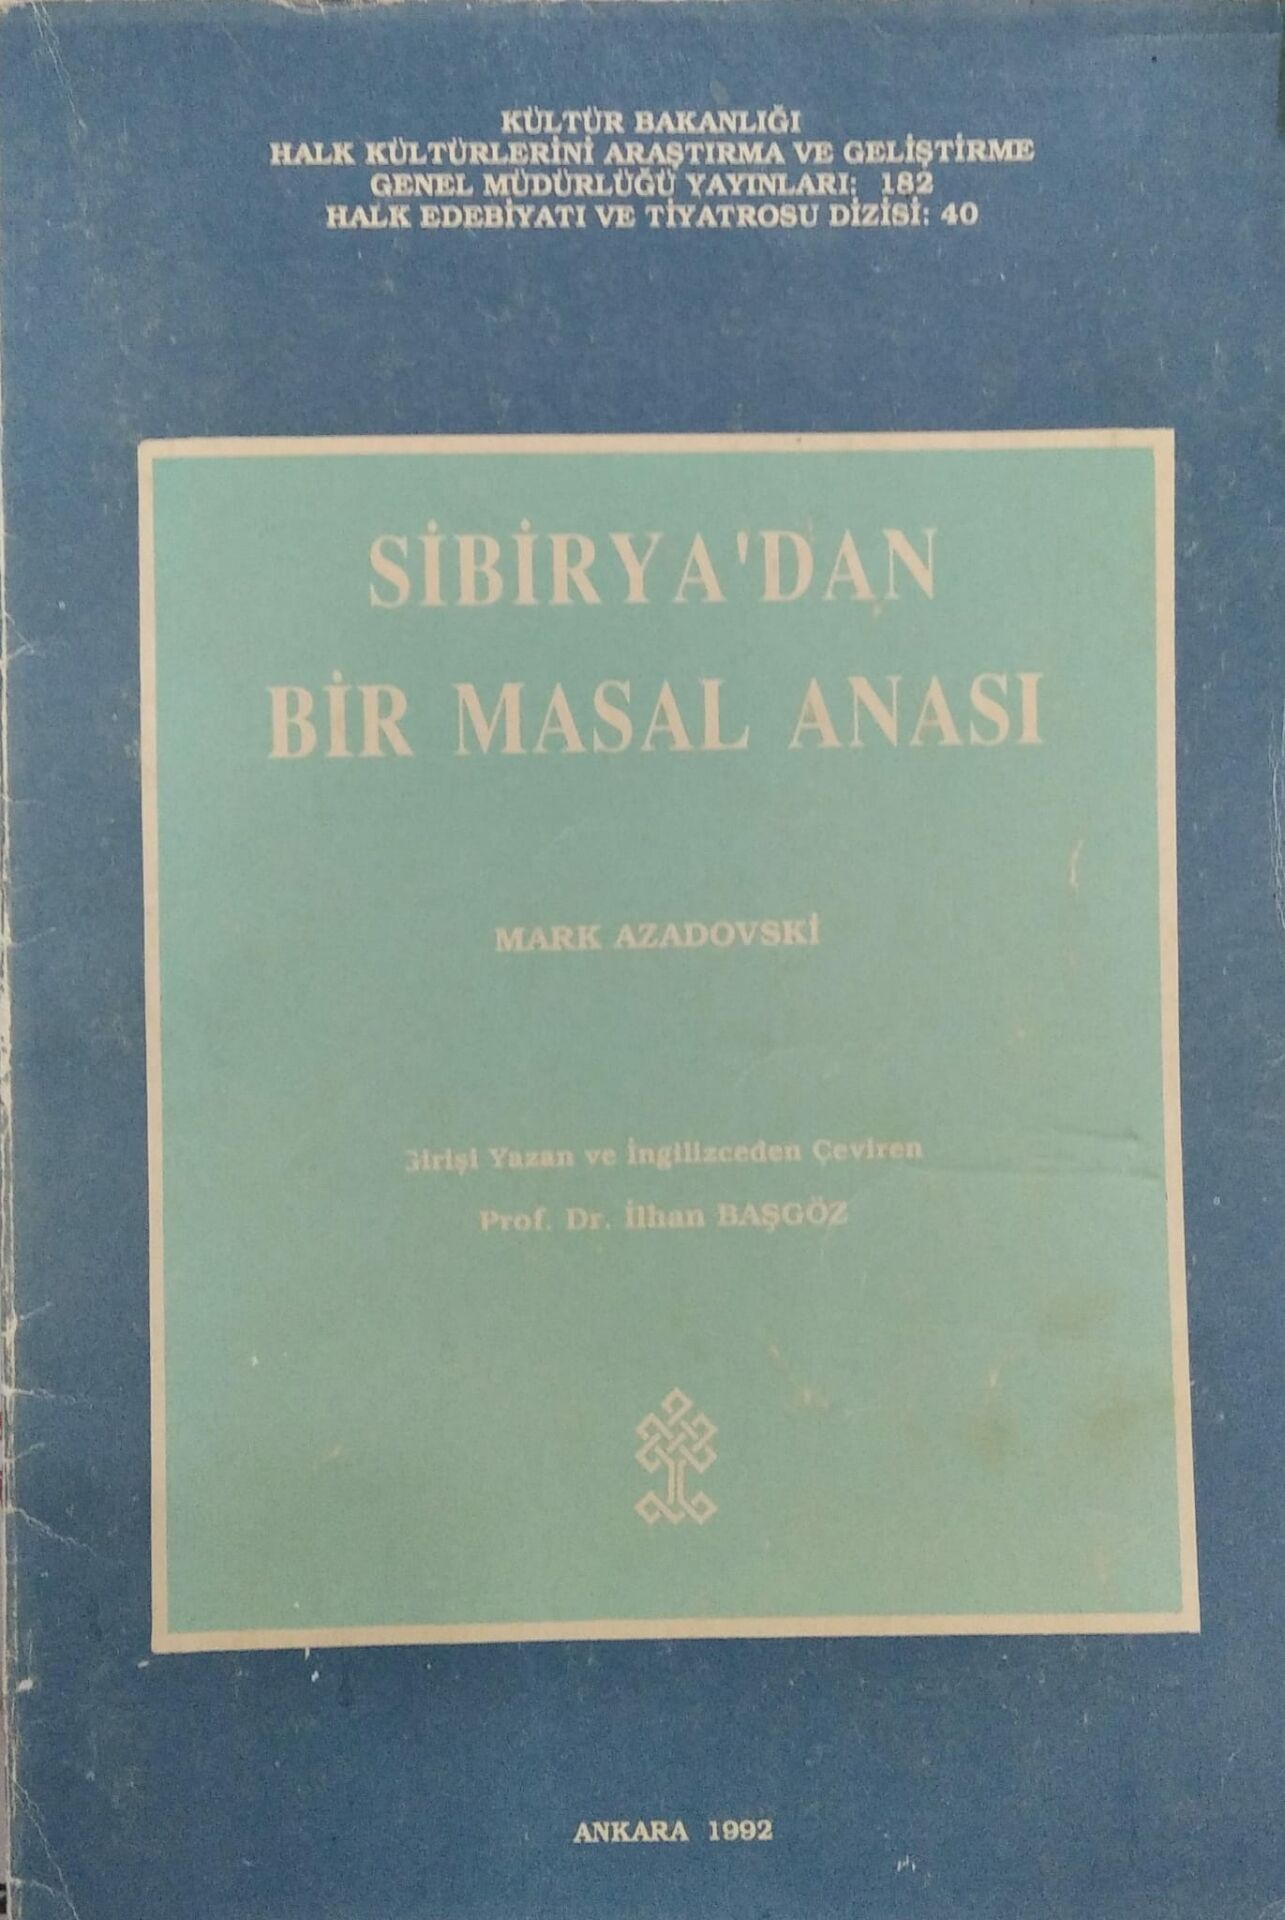 KÜLTÜR BAKANLIĞI
HALK KÜLTÜRLERİNİ ARAŞTIRMA VE GELİŞTİRME
GENEL MÜDÜRLÜĞÜ YAYINLARI: 182
HALK EDEBİYATI VE TİYATROSU DİZİSİ: 40
SİBİRYA'DAN
BİR MASAL ANASI
MARK AZADOVSKİ
Girişi Yazan ve İngilizceden Çeviren
Prof. Dr. İlhan BAŞGÖZ
ANKARA 1992